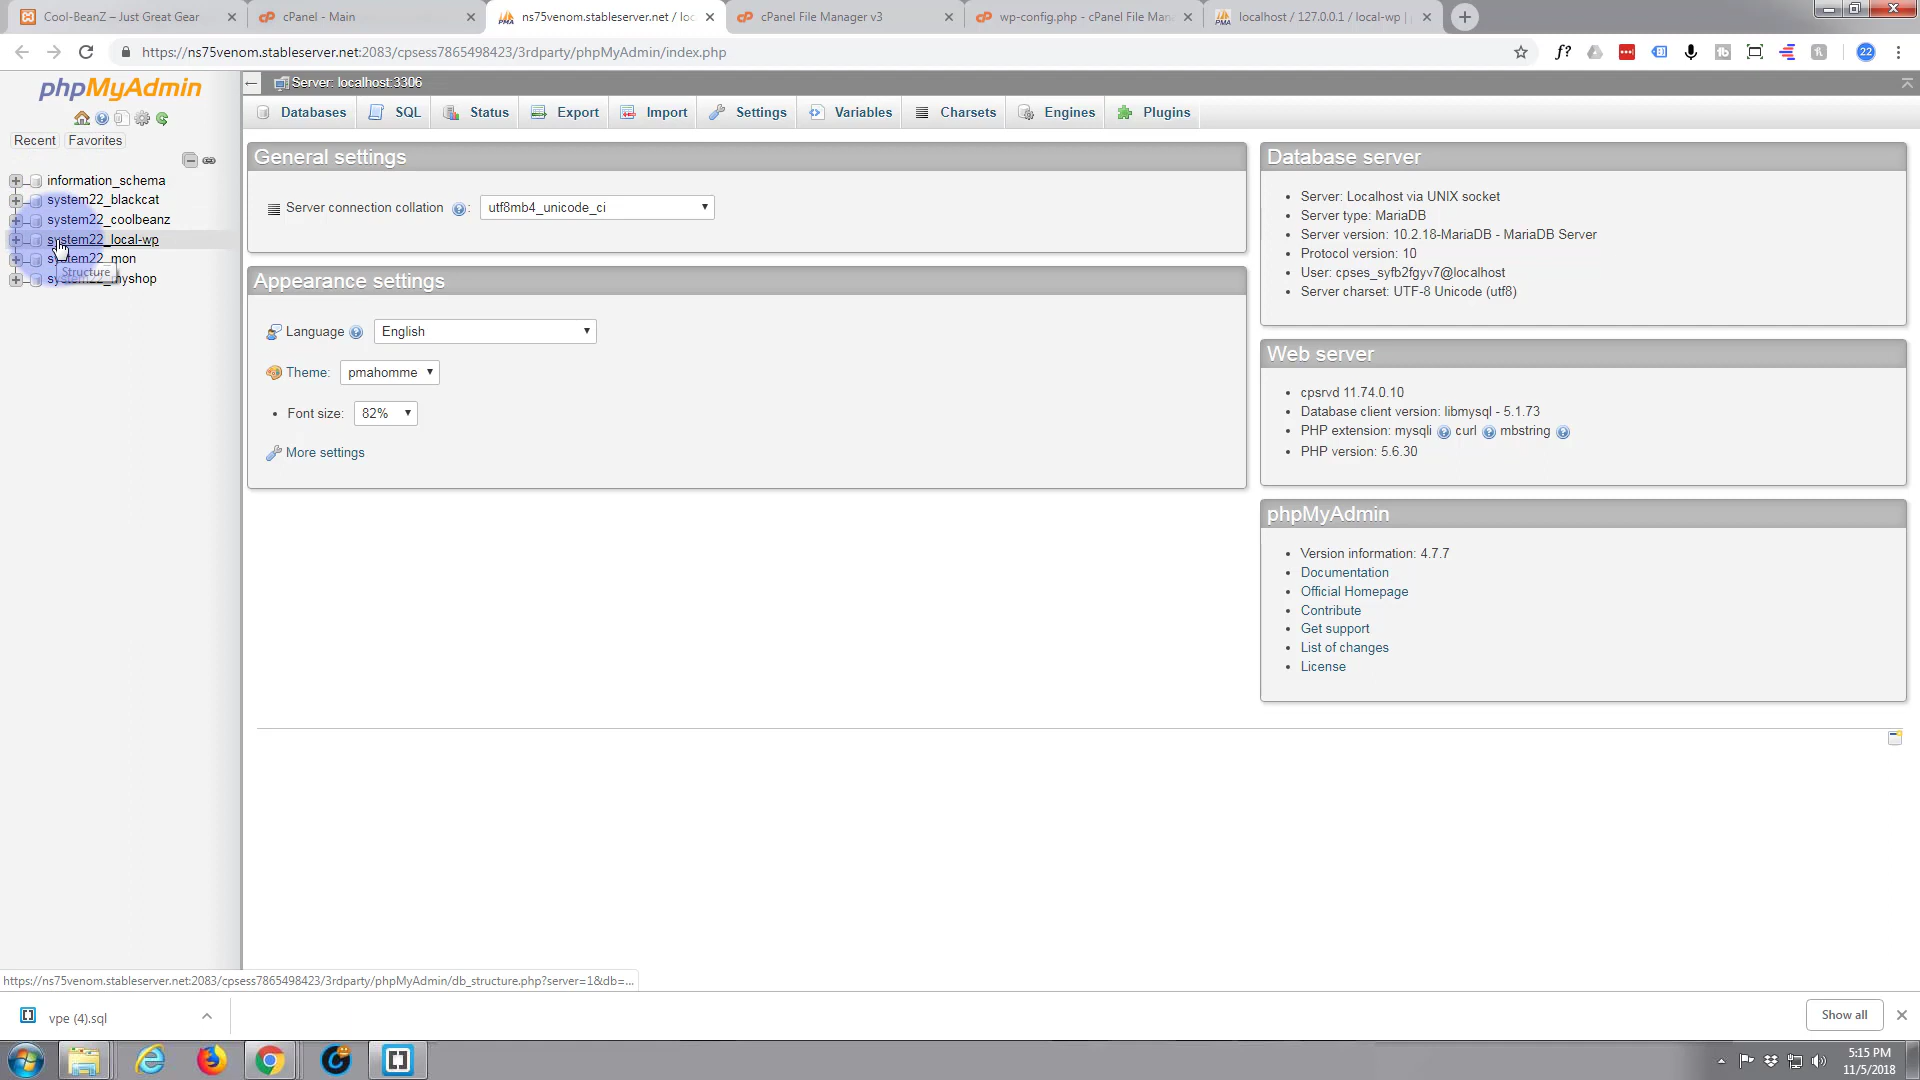 Cool-BeanZ – Just Great Gear
cPanel - Main
ns75venom.stableserver.net / loc
cPanel File Manager v3
wp-config.php - cPanel File Man
localhost / 127.0.0.1 / local-wp |
https://ns75venom.stableserver.net:2083/cpsess7865498423/3rdparty/phpMyAdmin/index.php
f?
22
phpMyAdmin
Recent
Favorites
information_schema
system22_blackcat
system22_coolbeanz
system22_local-wp
system22_mon
Structure
system22_myshop
Server: localhost:3306
Databases
SQL
Status
Export
Import
Settings
Variables
Charsets
Engines
Plugins
General settings
Server connection collation
:
utf8mb4_unicode_ci
Appearance settings
Language
English
Theme:
pmahomme
Font size:
82%
More settings
Database server
Server: Localhost via UNIX socket
Server type: MariaDB
Server version: 10.2.18-MariaDB - MariaDB Server
Protocol version: 10
User: cpses_syfb2fgyv7@localhost
Server charset: UTF-8 Unicode (utf8)
Web server
cpsrvd 11.74.0.10
Database client version: libmysql - 5.1.73
PHP extension: mysqli curl mbstring
PHP version: 5.6.30
phpMyAdmin
Version information: 4.7.7
Documentation
Official Homepage
Contribute
Get support
List of changes
License
https://ns75venom.stableserver.net:2083/cpsess7865498423/3rdparty/phpMyAdmin/db_structure.php?server=1&db=...
vpe (4).sql
Show all
5:15 PM
11/5/2018